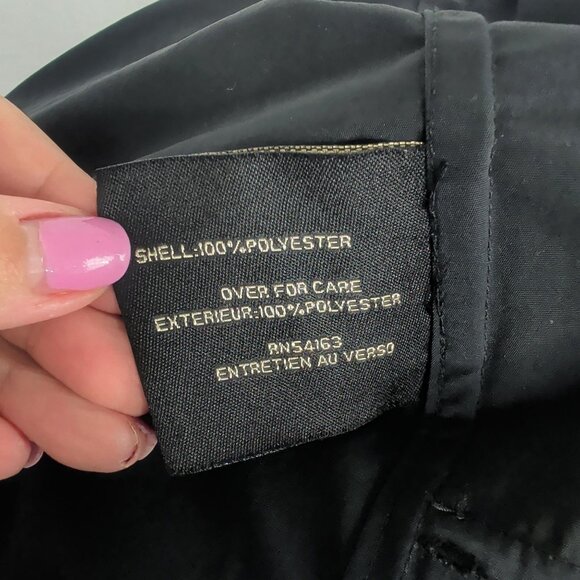 SHELL:100%POLYESTER
OVER FOR CARE
EXTERIEUR:100%POLYESTER
RN54163
ENTRETIEN AU VERSO